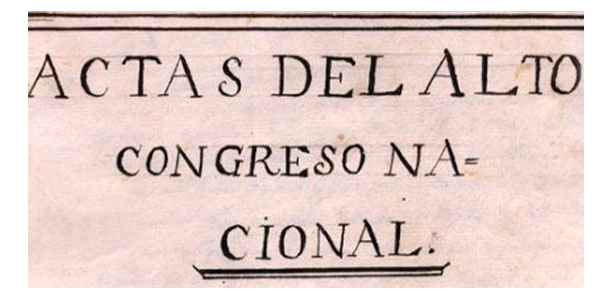 ACTAS DEL ALTO
CONGRESO NA=
CIONAL.